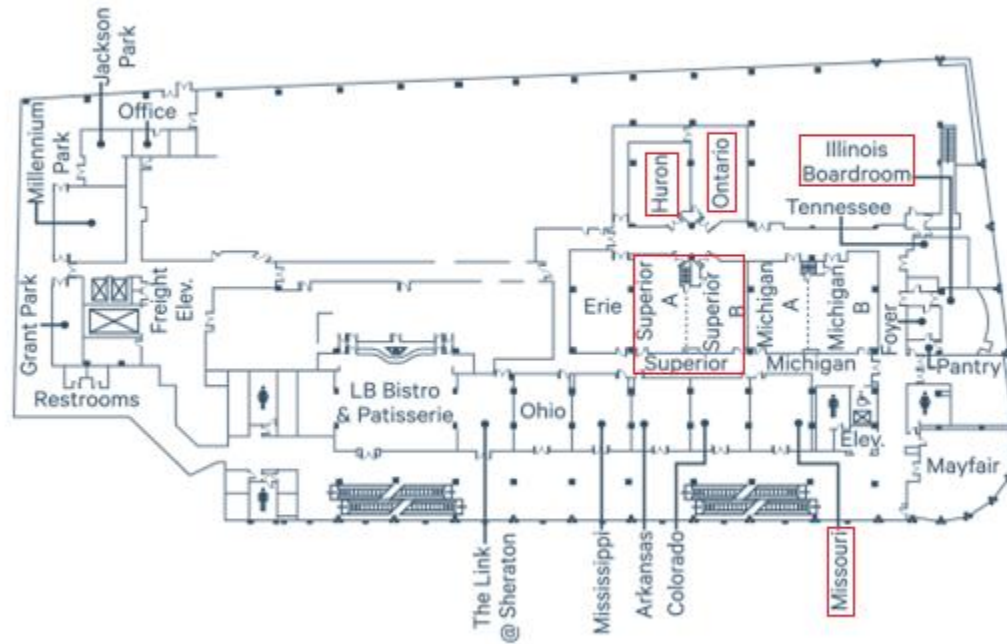 Jackson
Park
Millennium
Park
Office
Grant Park
Freight
Elev.
Restrooms
LB Bistro
& Patisserie
The Link
@ Sheraton
Ohio
Mississippi
Arkansas
Colorado
Missouri
Erie
Superior
A
Superior
B
Superior
Michigan
A
Michigan
B
Michigan
Huron
Ontario
Illinois
Boardroom
Tennessee
Foyer
Pantry
Elev.
Mayfair